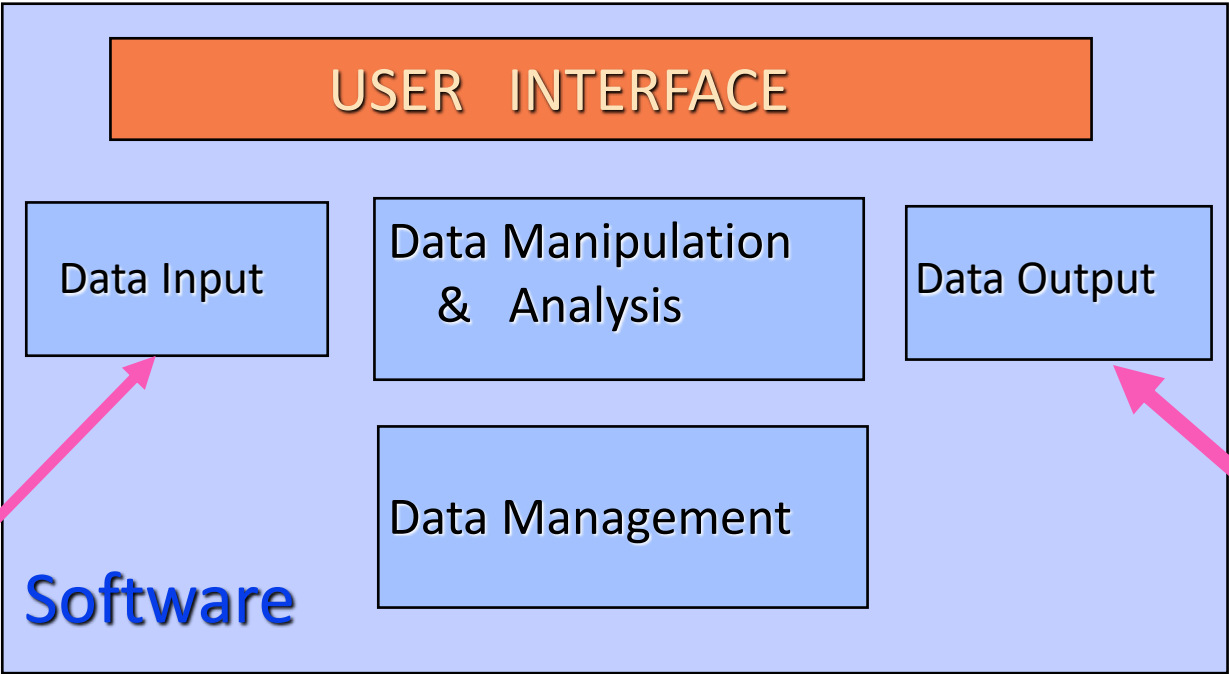 USER INTERFACE
Data Input
Data Manipulation
& Analysis
Data Output
Data Management
Software